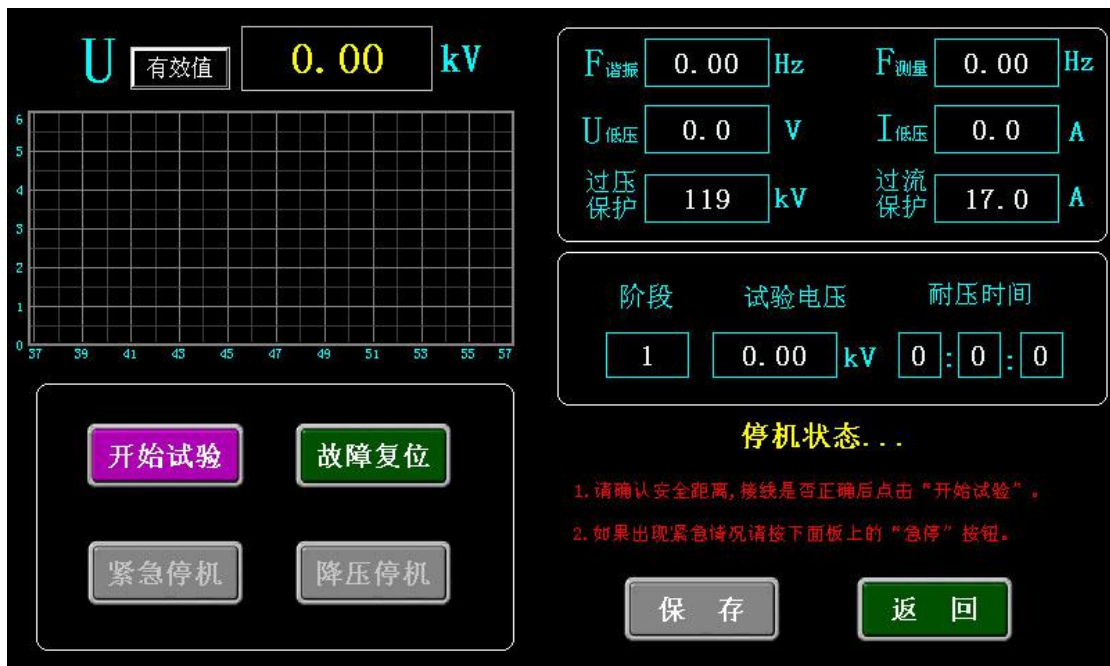 U 有效值 0.00 kV
6
5
4
3
2
1
0
37 39 41 43 45 47 49 51 53 55 57
F谐振 0.00 Hz F测量 0.00 Hz
U低压 0.0 V I低压 0.0 A
过压保护 119 kV 过流保护 17.0 A
阶段 试验电压 耐压时间
1 0.00 kV 0 : 0 : 0
开始试验 故障复位
紧急停机 降压停机
停机状态...
1.请确认安全距离,接线是否正确后点击“开始试验”。
2.如果出现紧急情况请按下面板上的“急停”按钮。
保 存 返 回